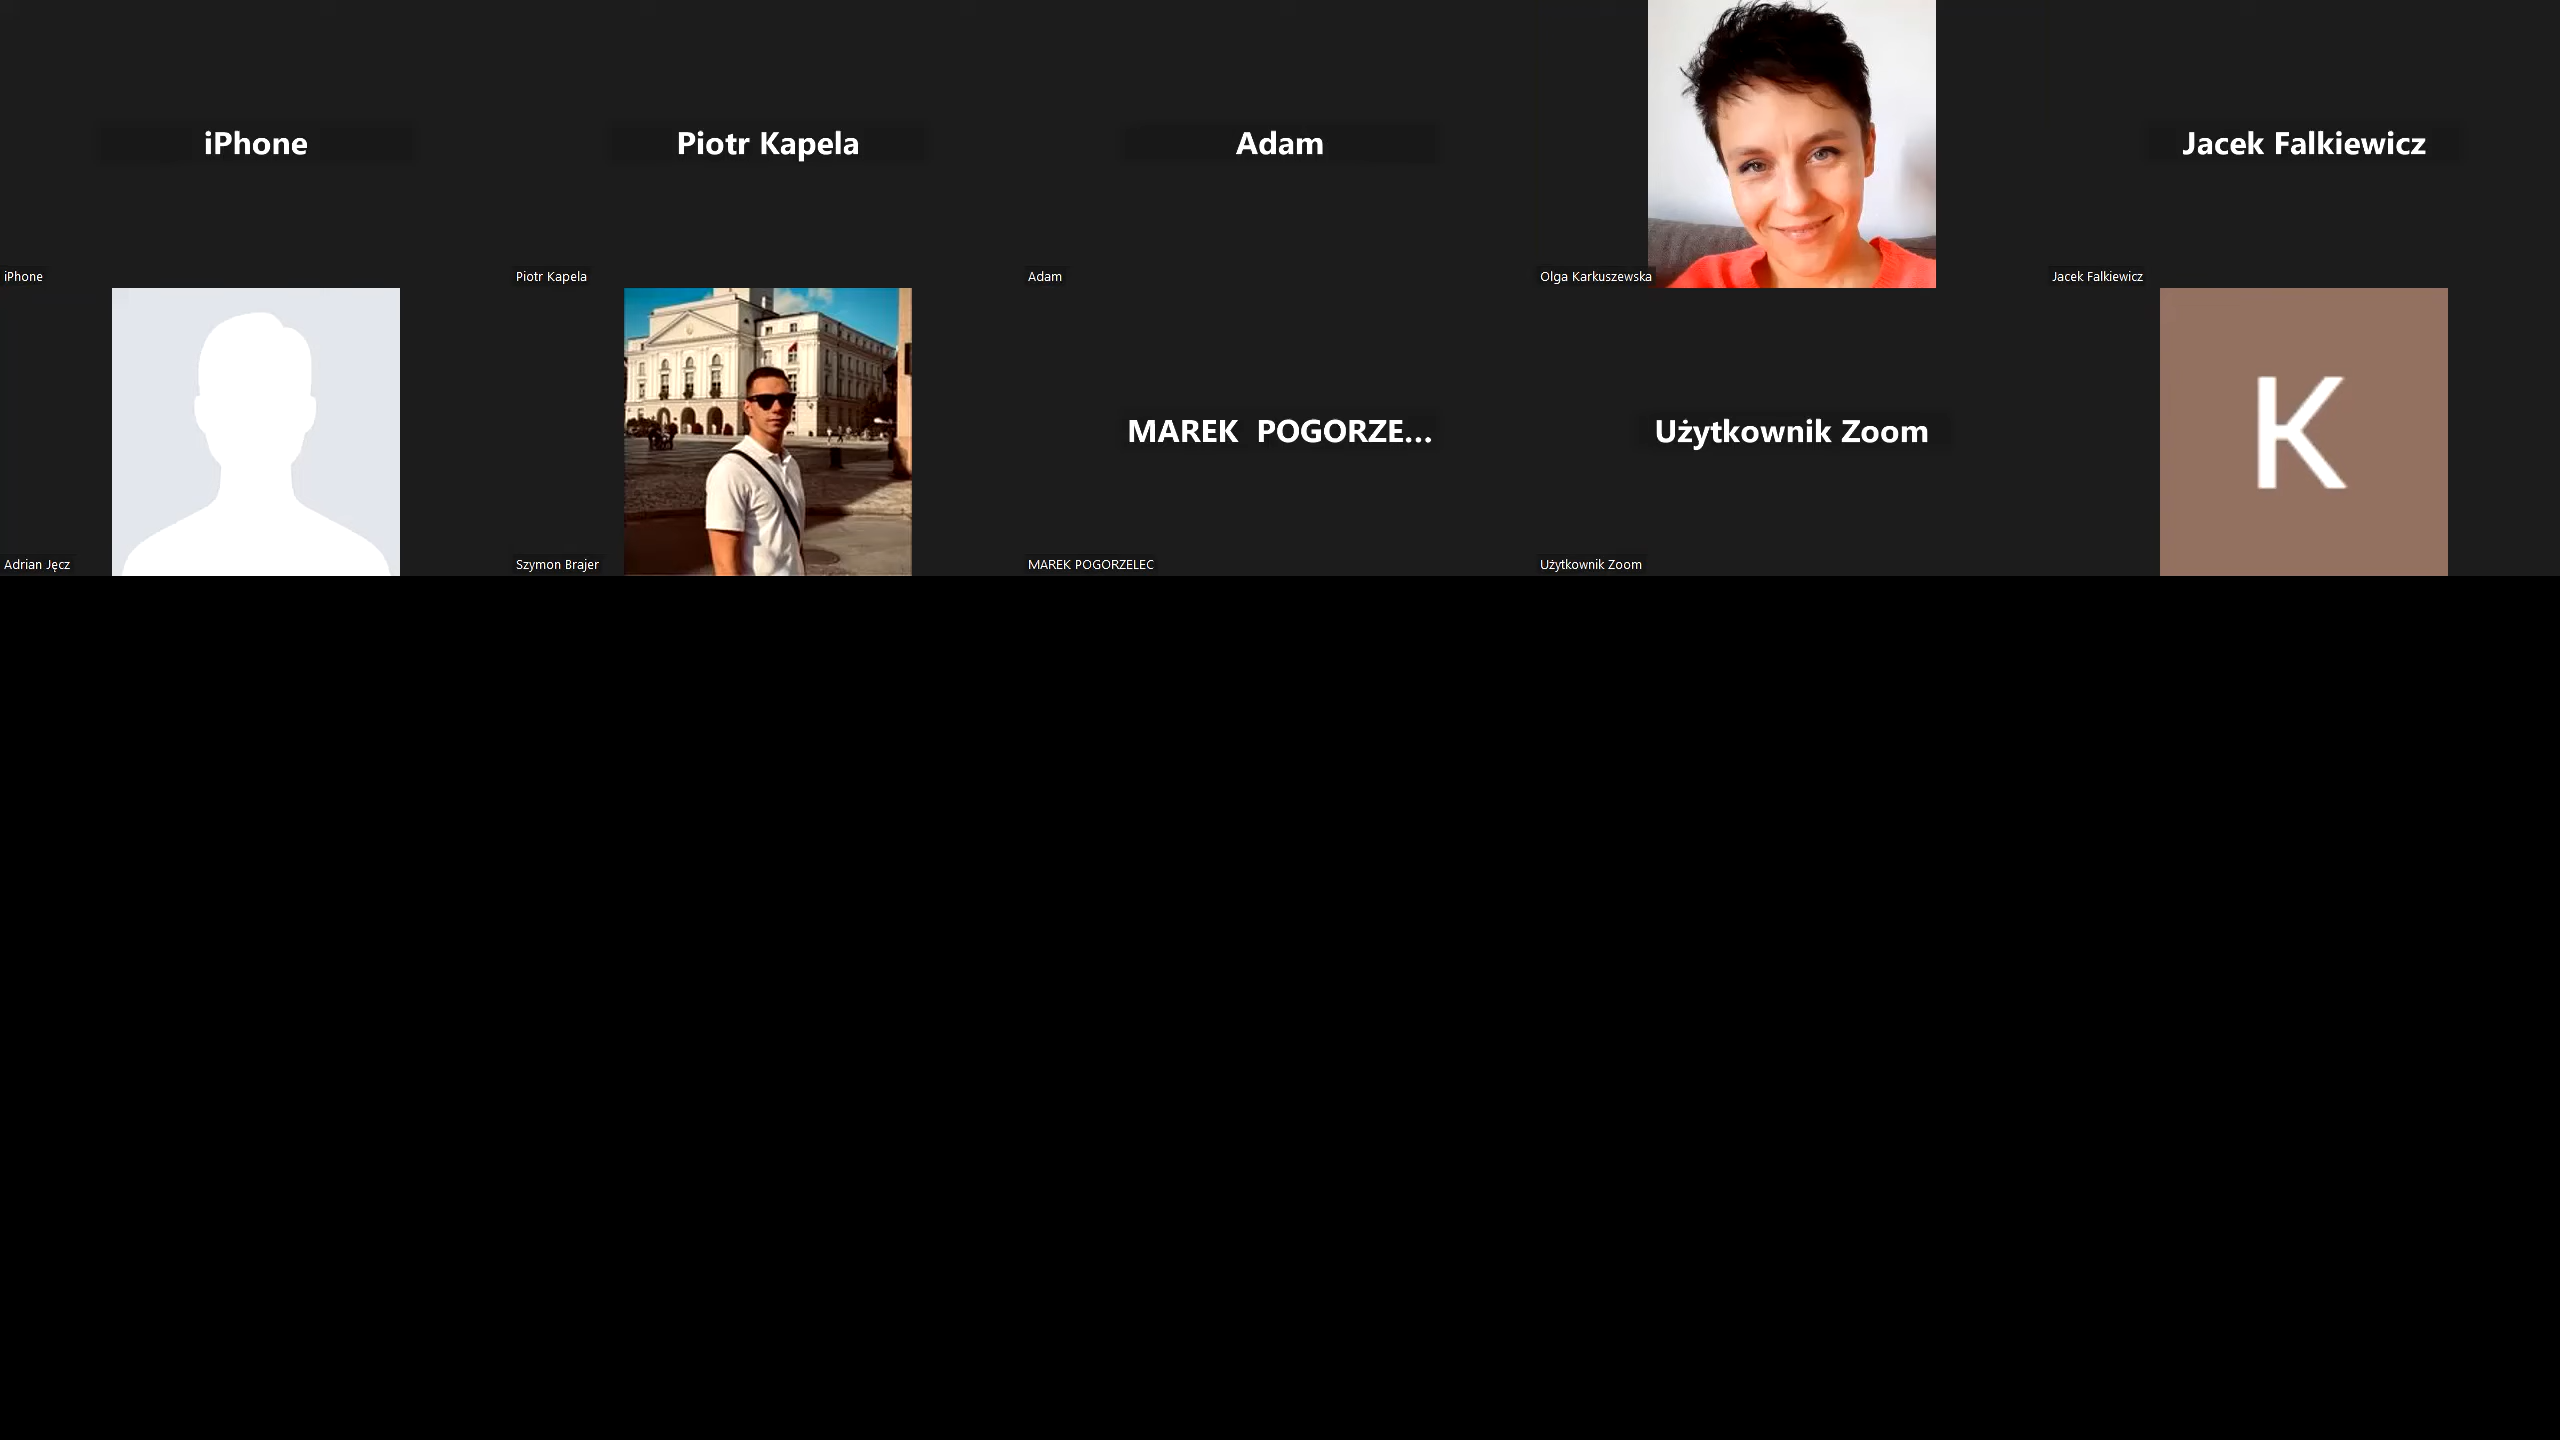 iPhone
Piotr Kapela
Adam
Jacek Falkiewicz
iPhone
Piotr Kapela
Adam
Olga Karkuszewska
Jacek Falkiewicz
MAREK  POGORZE...
Użytkownik Zoom
K
Adrian Jęcz
Szymon Brajer
MAREK POGORZELEC
Użytkownik Zoom